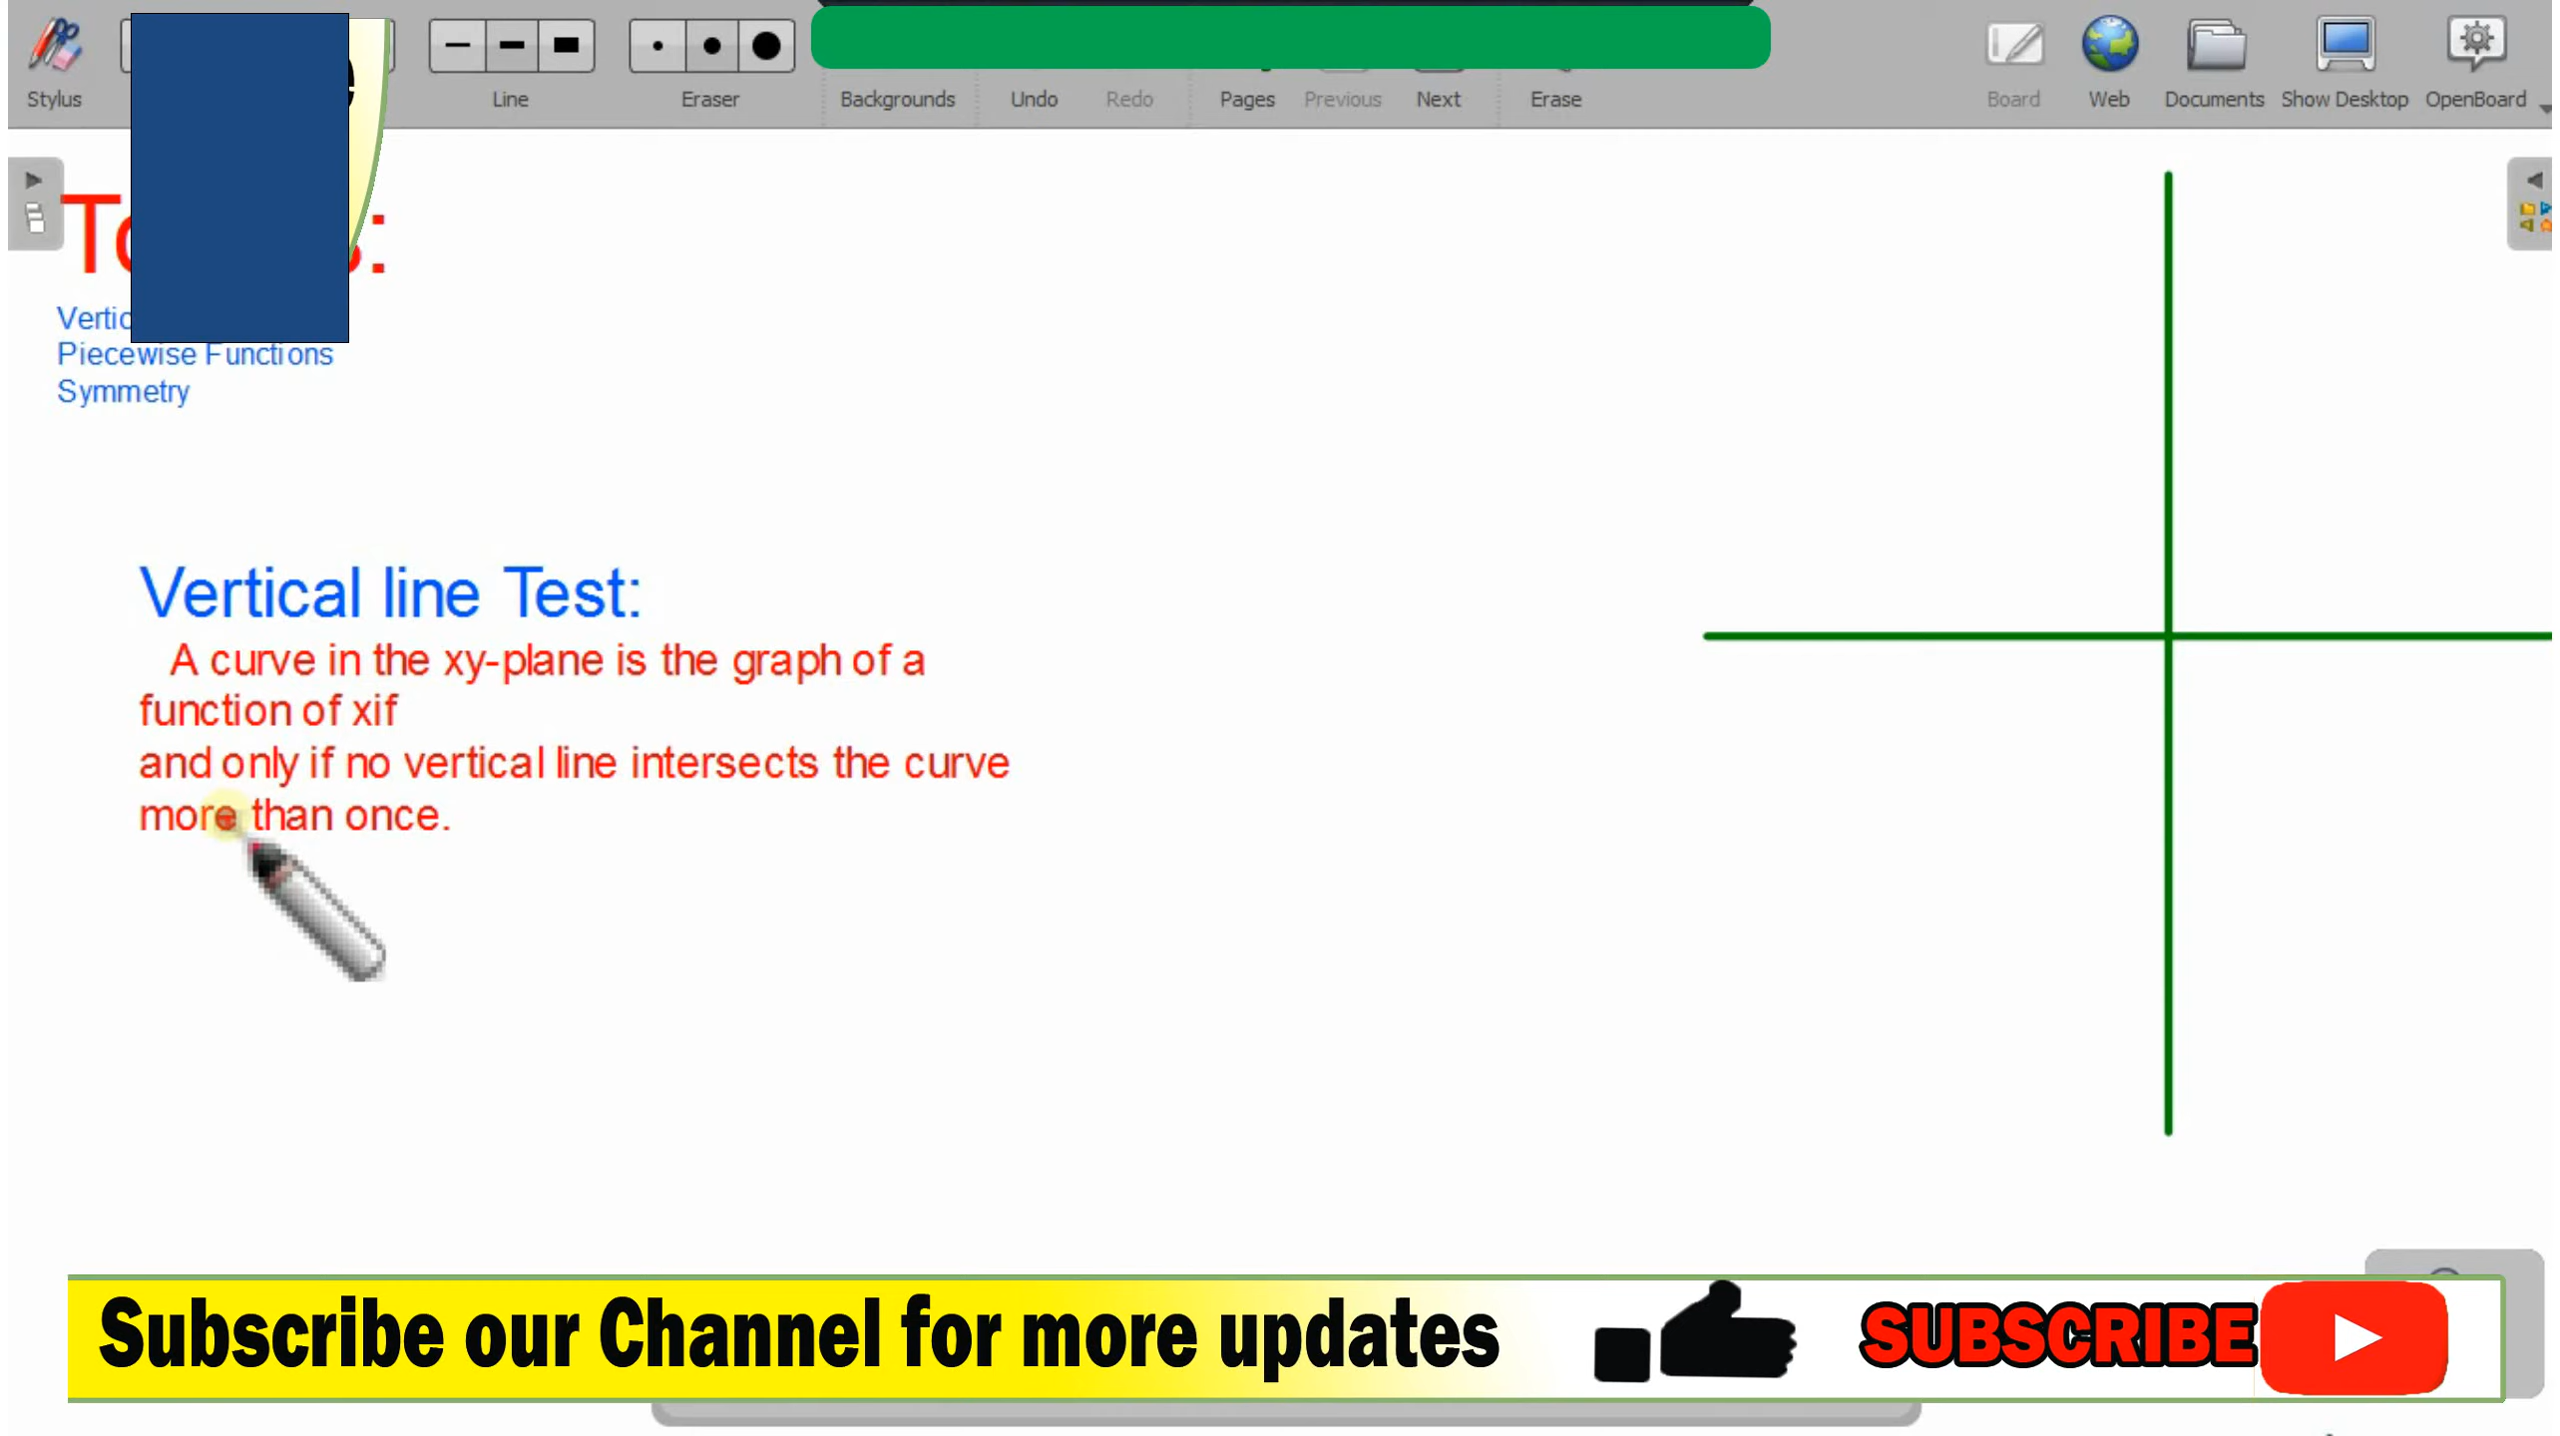 Stylus
Line
Eraser
Backgrounds
Undo
Redo
Pages
Previous
Next
Erase
Board
Web
Documents
Show Desktop
OpenBoard
Piecewise Functions
Symmetry
Vertical line Test:
A curve in the xy-plane is the graph of a
function of xif
and only if no vertical line intersects the curve
more than once.
Subscribe our Channel for more updates
SUBSCRIBE